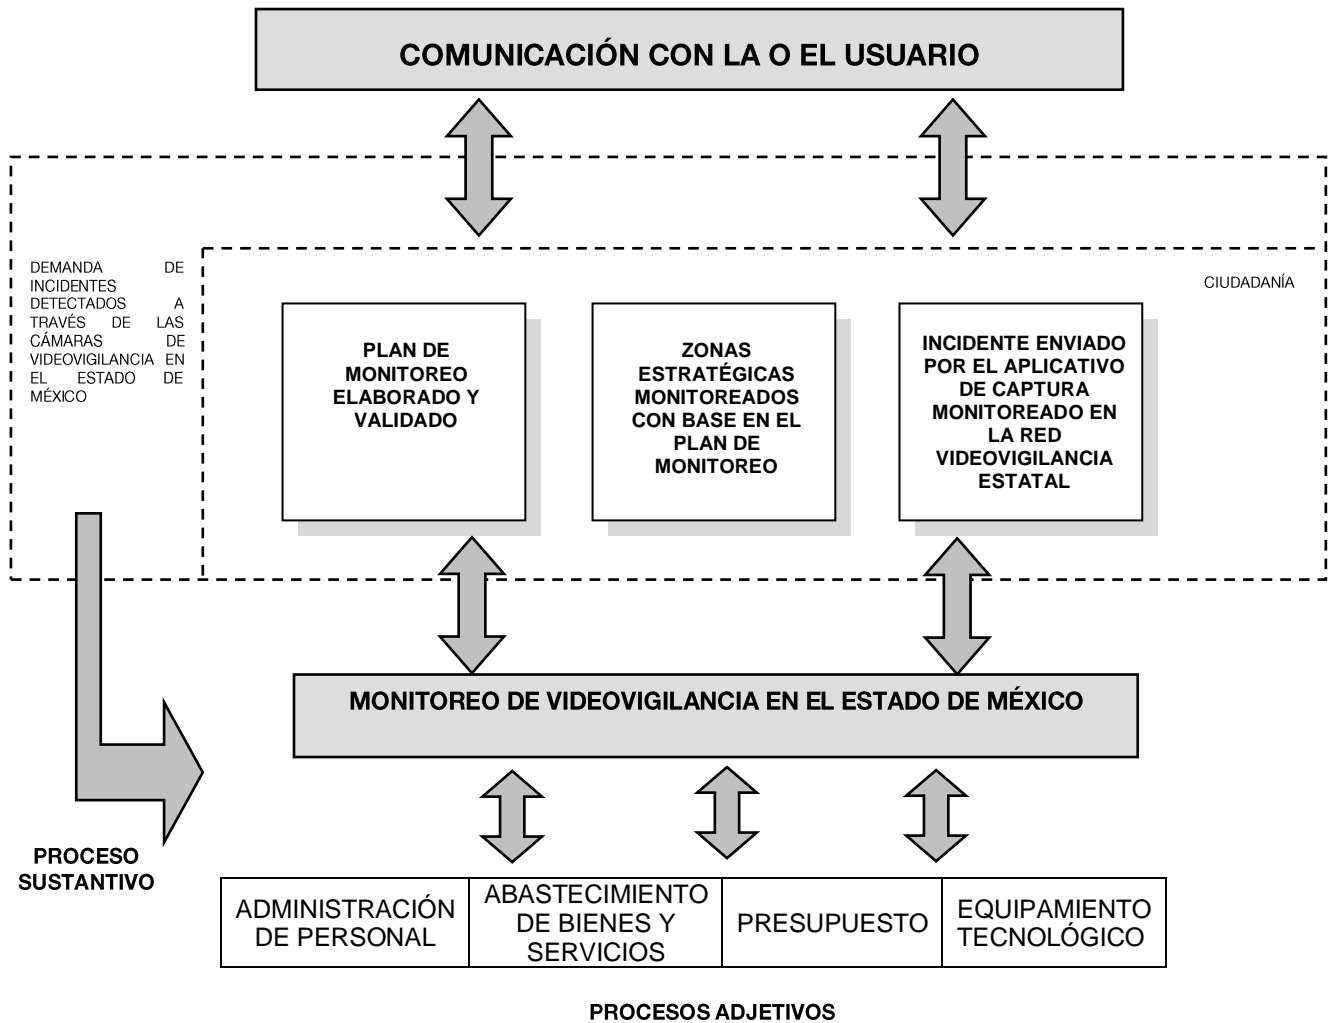 COMUNICACIÓN CON LA O EL USUARIO
DEMANDA DE
INCIDENTES
DETECTADOS A
TRAVÉS DE LAS
CÁMARAS DE
VIDEOVIGILANCIA EN
EL ESTADO DE
MÉXICO
CIUDADANÍA
PLAN DE
MONITOREO
ELABORADO Y
VALIDADO
ZONAS
ESTRATÉGICAS
MONITOREADOS
CON BASE EN EL
PLAN DE
MONITOREO
INCIDENTE ENVIADO
POR EL APLICATIVO
DE CAPTURA
MONITOREADO EN
LA RED
VIDEOVIGILANCIA
ESTATAL
MONITOREO DE VIDEOVIGILANCIA EN EL ESTADO DE MÉXICO
PROCESO
SUSTANTIVO
ADMINISTRACIÓN
DE PERSONAL
ABASTECIMIENTO
DE BIENES Y
SERVICIOS
PRESUPUESTO
EQUIPAMIENTO
TECNOLÓGICO
PROCESOS ADJETIVOS